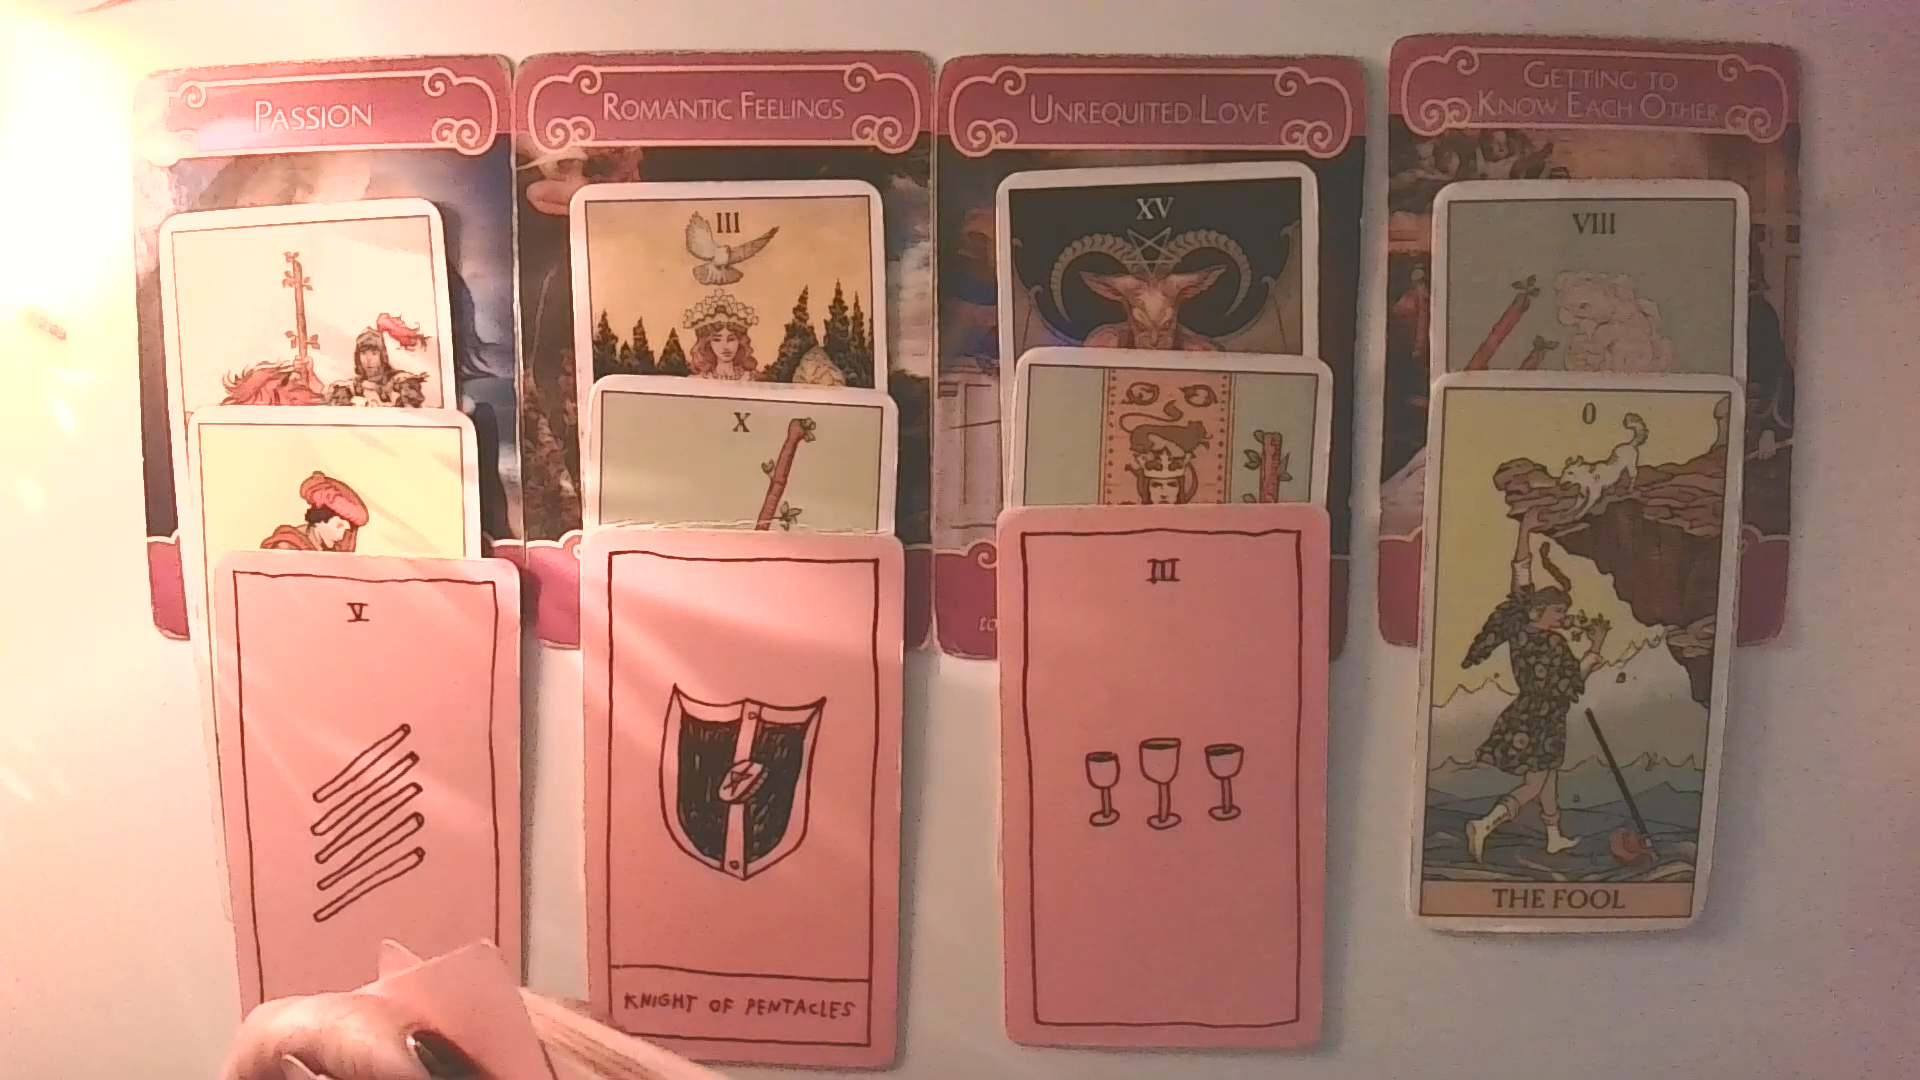 PASSION
ROMANTIC FEELINGS
UNREQUITED LOVE
GETTING TO
KNOW EACH OTHER
III
XV
VIII
X
0
V
III
to
THE FOOL
KNIGHT OF PENTACLES